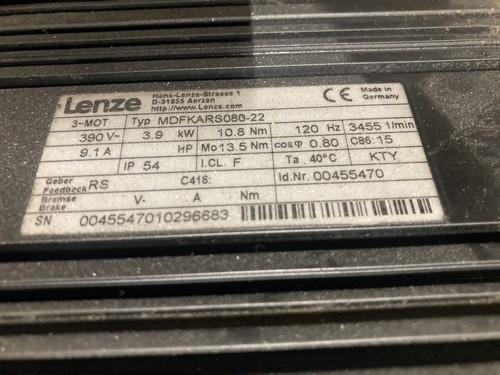 Lenze
Hans-Lenze-Strasse 1
D-31855 Aerzen
http://www.Lenze.com
CE
Made in
Germany
3-MOT Typ MDFKARS080-22
390 V~ 3.9 kW 10.8 Nm 120 Hz 3455 1/min
9.1 A HP Mo 13.5 Nm cosφ 0.80 C86: 15
IP 54 I.CL F Ta 40°C KTY
Geber
Feedback RS C416: Id.Nr. 00455470
Bremse
Brake V- A Nm
SN 0045547010296683